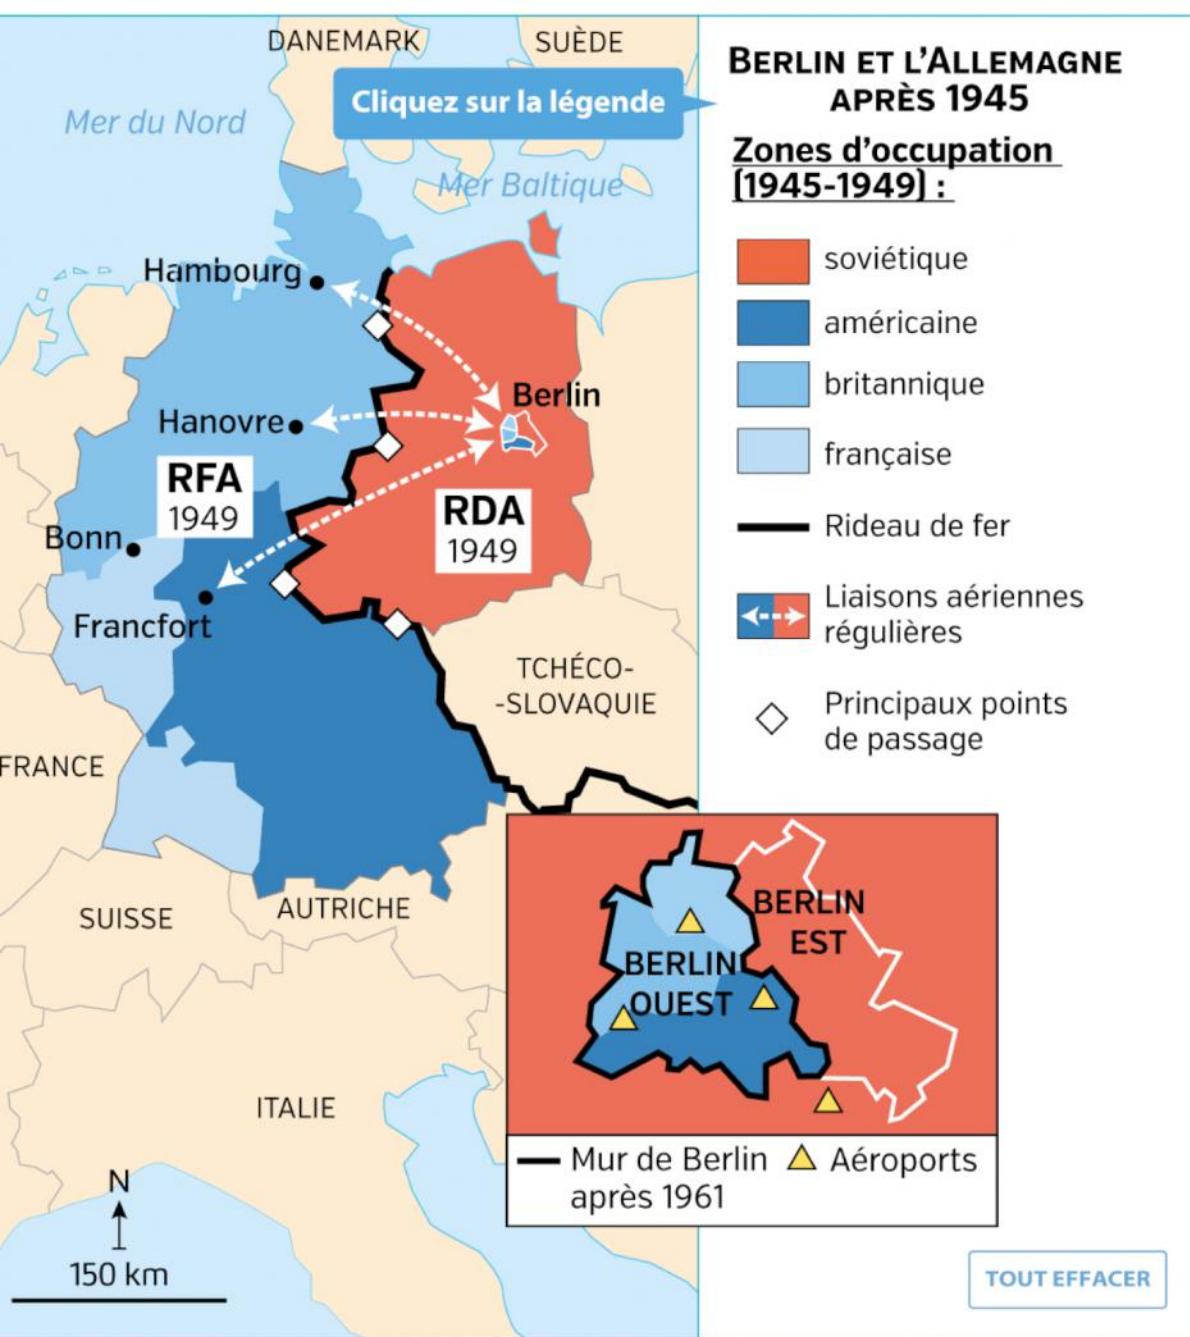 DANEMARK
SUÈDE
Cliquez sur la légende
Mer du Nord
Mer Baltique
Hambourg
Berlin
Hanovre
RFA
1949
RDA
1949
Bonn
Francfort
TCHÉCO-
-SLOVAQUIE
FRANCE
SUISSE
AUTRICHE
ITALIE
N
150 km
BERLIN ET L'ALLEMAGNE
APRÈS 1945
Zones d'occupation
(1945-1949) :
soviétique
américaine
britannique
française
Rideau de fer
Liaisons aériennes
régulières
Principaux points
de passage
BERLIN
EST
BERLIN
OUEST
Mur de Berlin
après 1961
Aéroports
TOUT EFFACER